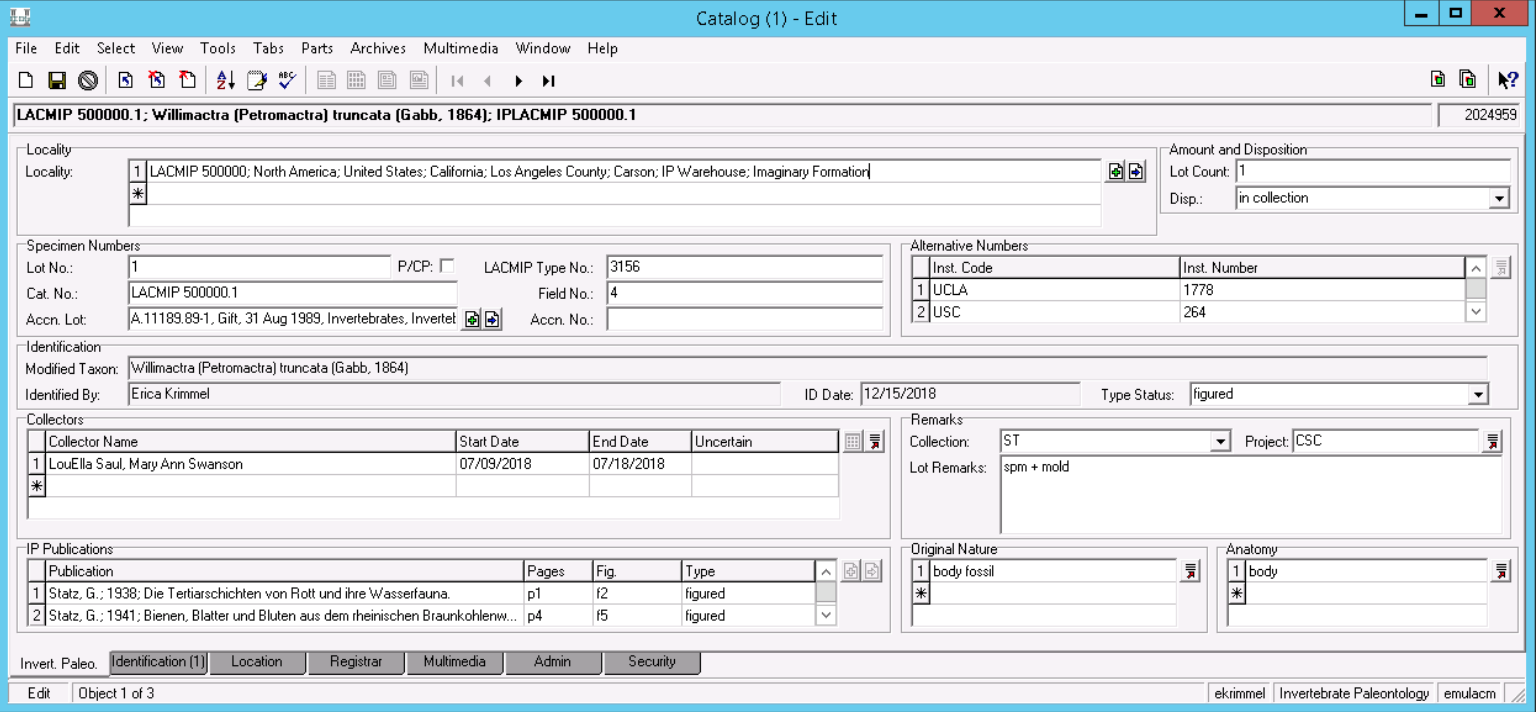 Catalog (1) - Edit
File Edit Select View Tools Tabs Parts Archives Multimedia Window Help
LACMIP 500000.1; Willimactra (Petromactra) truncata (Gabb, 1864); IPLACMIP 500000.1 2024959
Locality
Locality: 1 LACMIP 500000; North America; United States; California; Los Angeles County; Carson; IP Warehouse; Imaginary Formation
Amount and Disposition
Lot Count: 1
Disp.: in collection
Specimen Numbers
Lot No.: 1 P/CP: LACMIP Type No.: 3156
Cat. No.: LACMIP 500000.1 Field No.: 4
Accn. Lot: A.11189.89-1, Gift, 31 Aug 1989, Invertebrates, Invertet Accn. No.:
Alternative Numbers
Inst. Code Inst. Number
1 UCLA 1778
2 USC 264
Identification
Modified Taxon: Willimactra (Petromactra) truncata (Gabb, 1864)
Identified By: Erica Krimmel ID Date: 12/15/2018 Type Status: figured
Collectors
Collector Name Start Date End Date Uncertain
1 LouElla Saul, Mary Ann Swanson 07/09/2018 07/18/2018
Remarks
Collection: ST Project: CSC
Lot Remarks: spm + mold
IP Publications
Publication Pages Fig. Type
1 Statz, G.; 1938; Die Tertiarschichten von Rott und ihre Wasserfauna. p1 f2 figured
2 Statz, G.; 1941; Bienen, Blatter und Bluten aus dem rheinischen Braunkohlenw... p4 f5 figured
Original Nature
1 body fossil
Anatomy
1 body
Invert. Paleo. Identification (1) Location Registrar Multimedia Admin Security
Edit Object 1 of 3 ekrimmel Invertebrate Paleontology emulacm